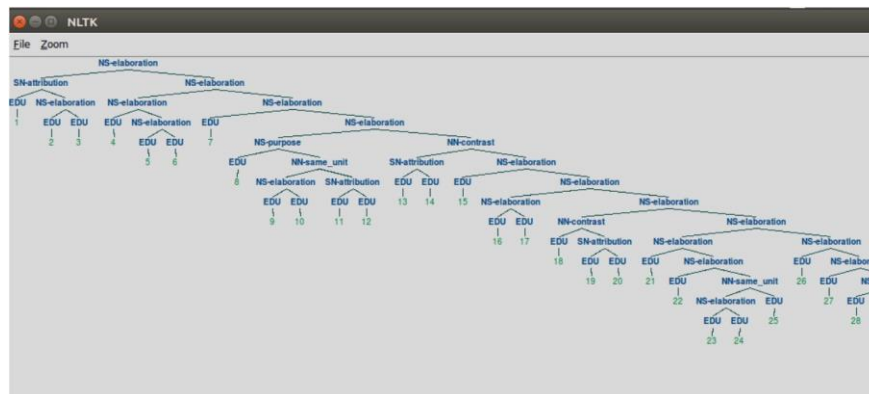 NLTK
File Zoom
NS-elaboration
SN-attribution NS-elaboration
EDU NS-elaboration NS-elaboration NS-elaboration
1 EDU EDU EDU NS-elaboration EDU NS-elaboration
2 3 4 EDU EDU 7 NS-purpose NN-contrast
5 6 EDU NN-same_unit SN-attribution NS-elaboration
8 NS-elaboration SN-attribution EDU EDU EDU NS-elaboration
EDU EDU EDU EDU 13 14 15 NS-elaboration NS-elaboration
9 10 11 12 EDU EDU NN-contrast NS-elaboration
16 17 EDU SN-attribution NS-elaboration NS-elaboration
18 EDU EDU EDU NS-elaboration EDU NS-elabor
19 20 21 EDU NN-same_unit 26 EDU NS
22 NS-elaboration EDU 27 EDU
EDU EDU 25 28
23 24